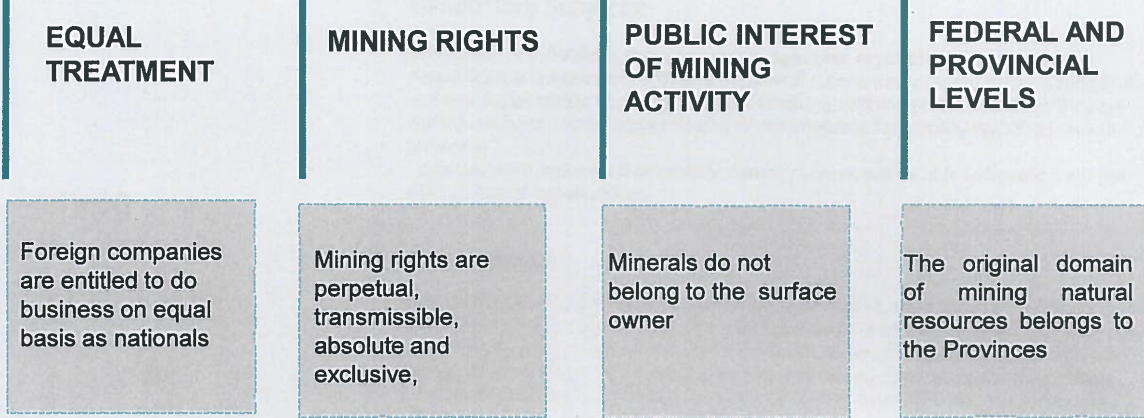 EQUAL
TREATMENT
MINING RIGHTS
PUBLIC INTEREST
OF MINING
ACTIVITY
FEDERAL AND
PROVINCIAL
LEVELS
Foreign companies
are entitled to do
business on equal
basis as nationals
Mining rights are
perpetual,
transmissible,
absolute and
exclusive,
Minerals do not
belong to the surface
owner
The original domain
of mining natural
resources belongs to
the Provinces